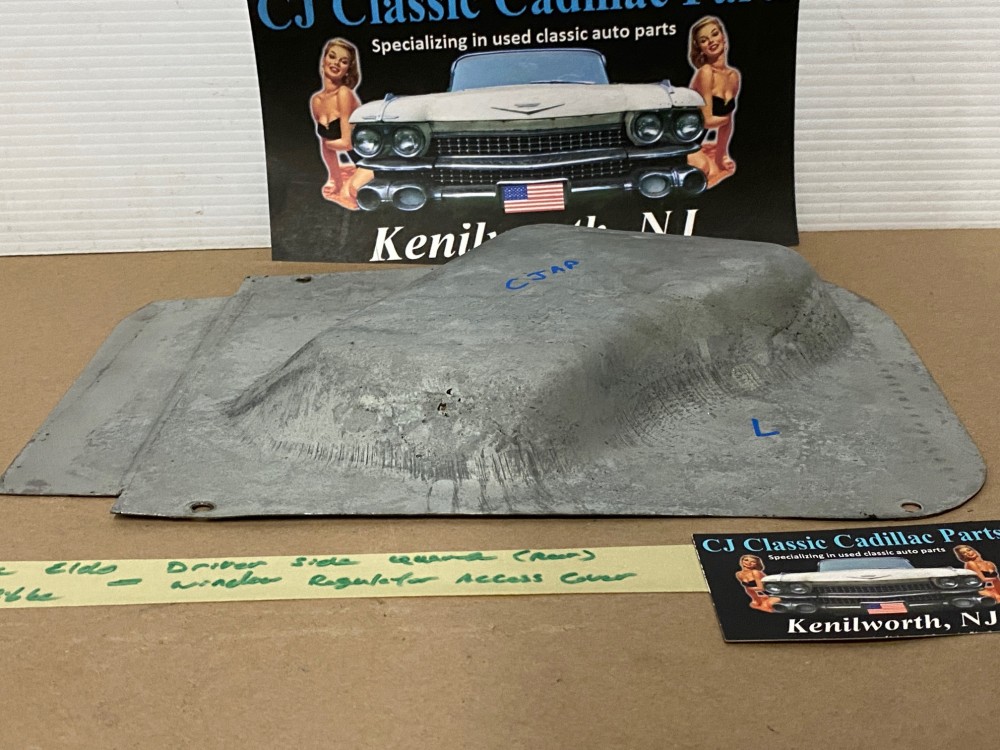 CJ Classic Cadillac Parts
Specializing in used classic auto parts
Kenilworth, NJ
CJAA
L
Eldo Driver Side (Rear)
- Window Regulator Access Cover
CJ Classic Cadillac Parts
Specializing in used classic auto parts
Kenilworth, NJ